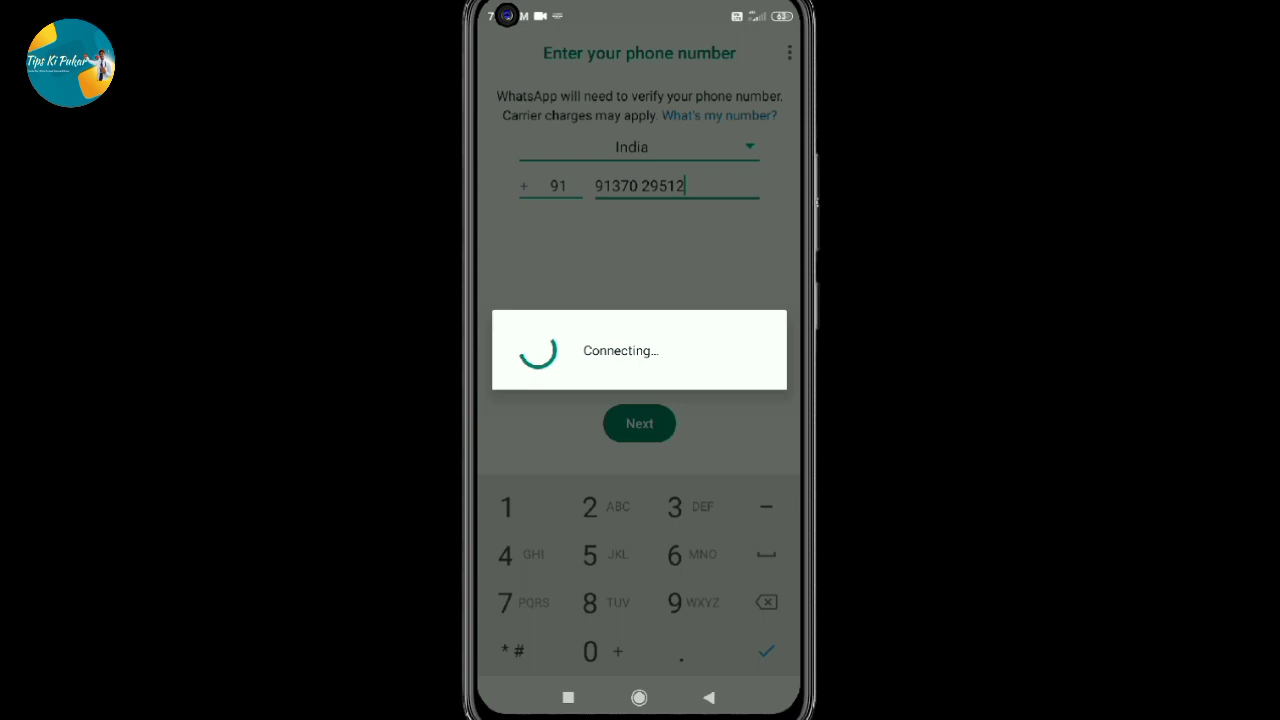 Tips Ki Pukar
7 M 63
Enter your phone number
WhatsApp will need to verify your phone number.
Carrier charges may apply. What's my number?
India
+ 91 91370 29512
Connecting...
Next
1 2 ABC 3 DEF –
4 GHI 5 JKL 6 MNO
7 PQRS 8 TUV 9 WXYZ
* # 0 + .